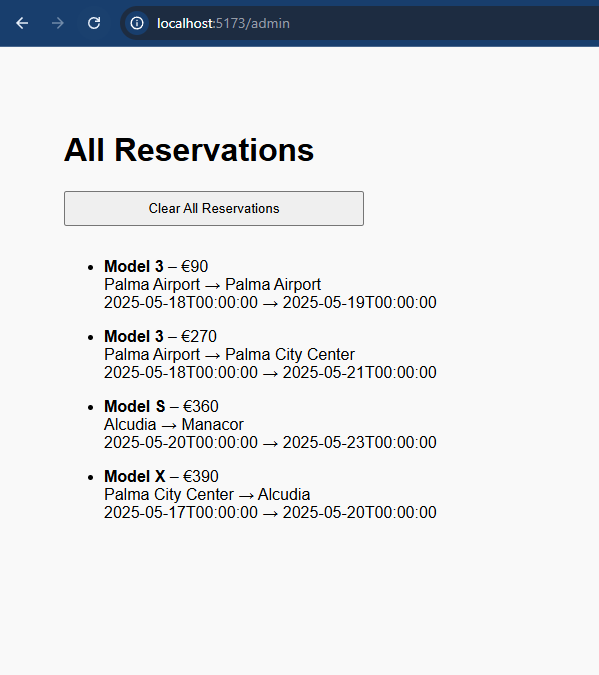 localhost:5173/admin
All Reservations
Clear All Reservations
Model 3 – €90
Palma Airport → Palma Airport
2025-05-18T00:00:00 → 2025-05-19T00:00:00
Model 3 – €270
Palma Airport → Palma City Center
2025-05-18T00:00:00 → 2025-05-21T00:00:00
Model S – €360
Alcudia → Manacor
2025-05-20T00:00:00 → 2025-05-23T00:00:00
Model X – €390
Palma City Center → Alcudia
2025-05-17T00:00:00 → 2025-05-20T00:00:00